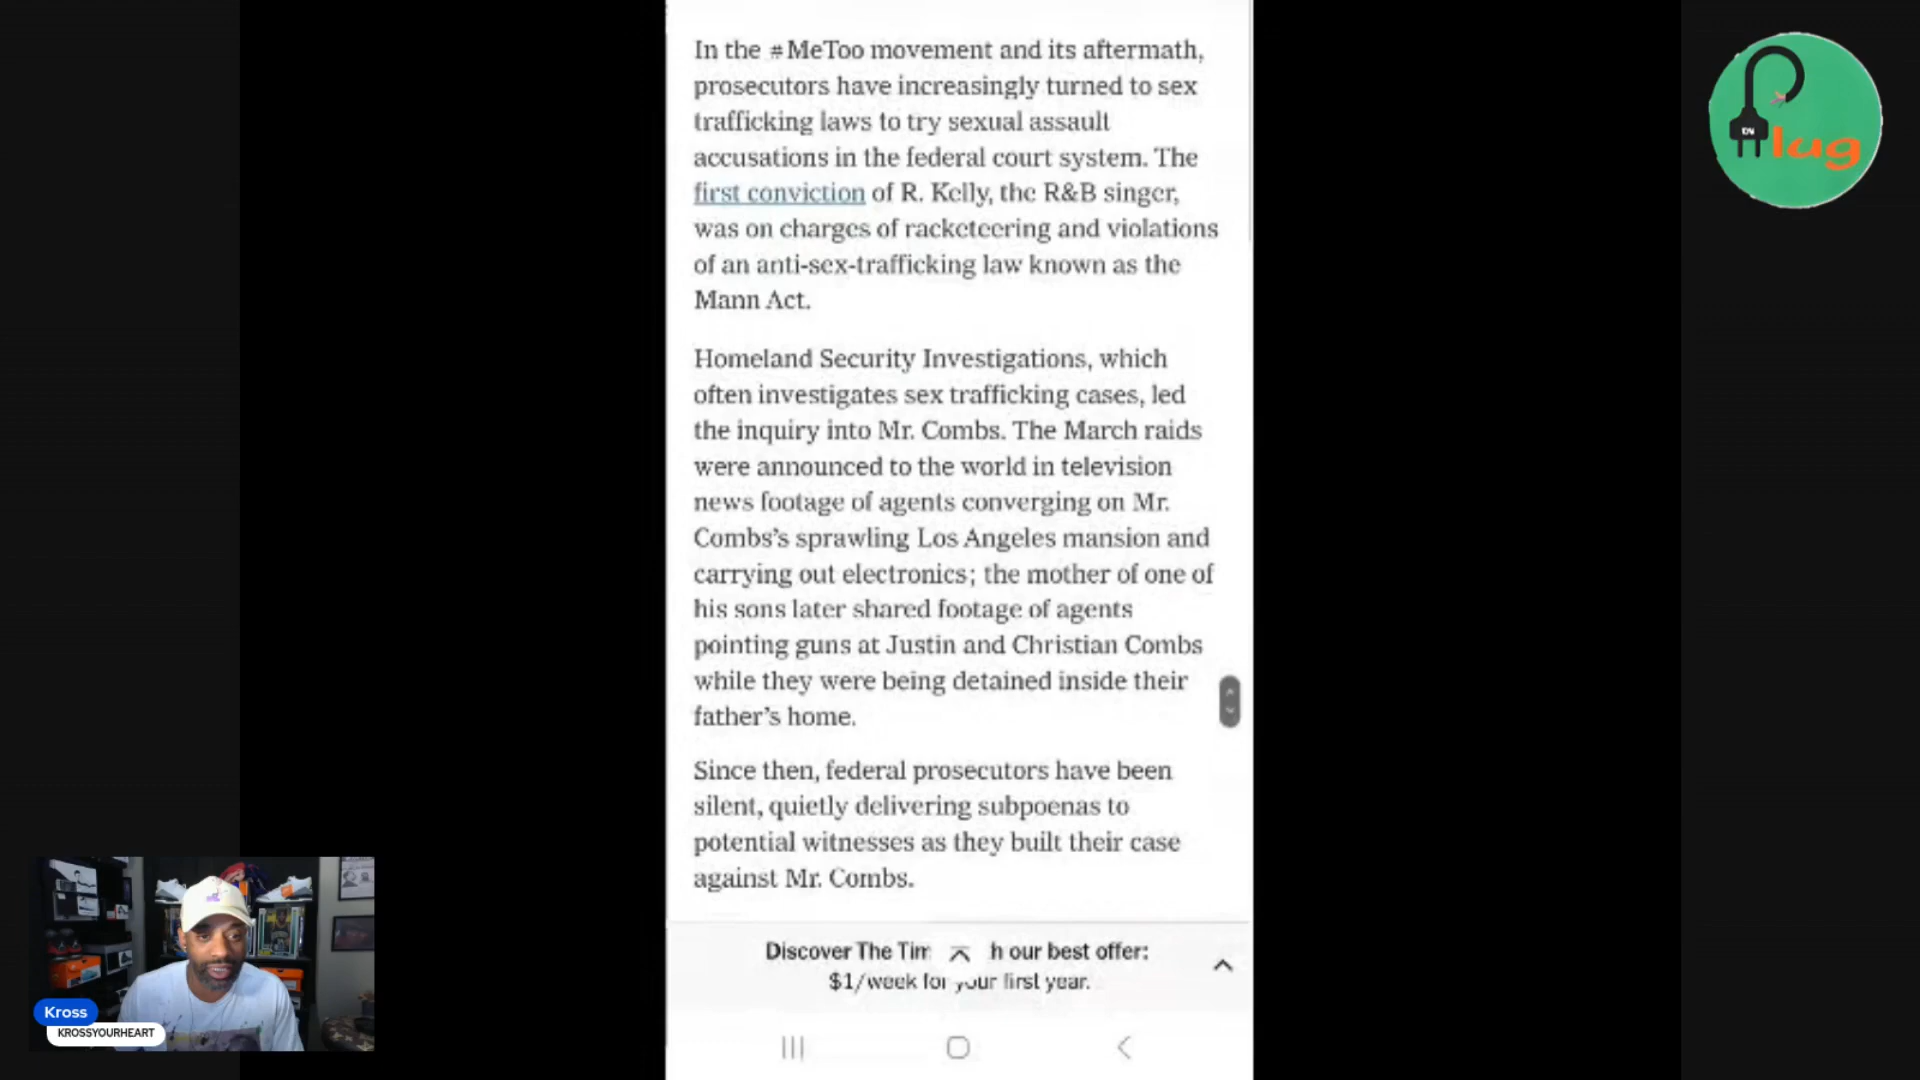 In the #MeToo movement and its aftermath,
prosecutors have increasingly turned to sex
trafficking laws to try sexual assault
accusations in the federal court system. The
first conviction of R. Kelly, the R&B singer,
was on charges of racketeering and violations
of an anti-sex-trafficking law known as the
Mann Act.
Homeland Security Investigations, which
often investigates sex trafficking cases, led
the inquiry into Mr. Combs. The March raids
were announced to the world in television
news footage of agents converging on Mr.
Combs’s sprawling Los Angeles mansion and
carrying out electronics; the mother of one of
his sons later shared footage of agents
pointing guns at Justin and Christian Combs
while they were being detained inside their
father’s home.
Since then, federal prosecutors have been
silent, quietly delivering subpoenas to
potential witnesses as they built their case
against Mr. Combs.
Discover The Tim h our best offer:
$1/week for your first year.
Plug
Kross
KROSSYOURHEART